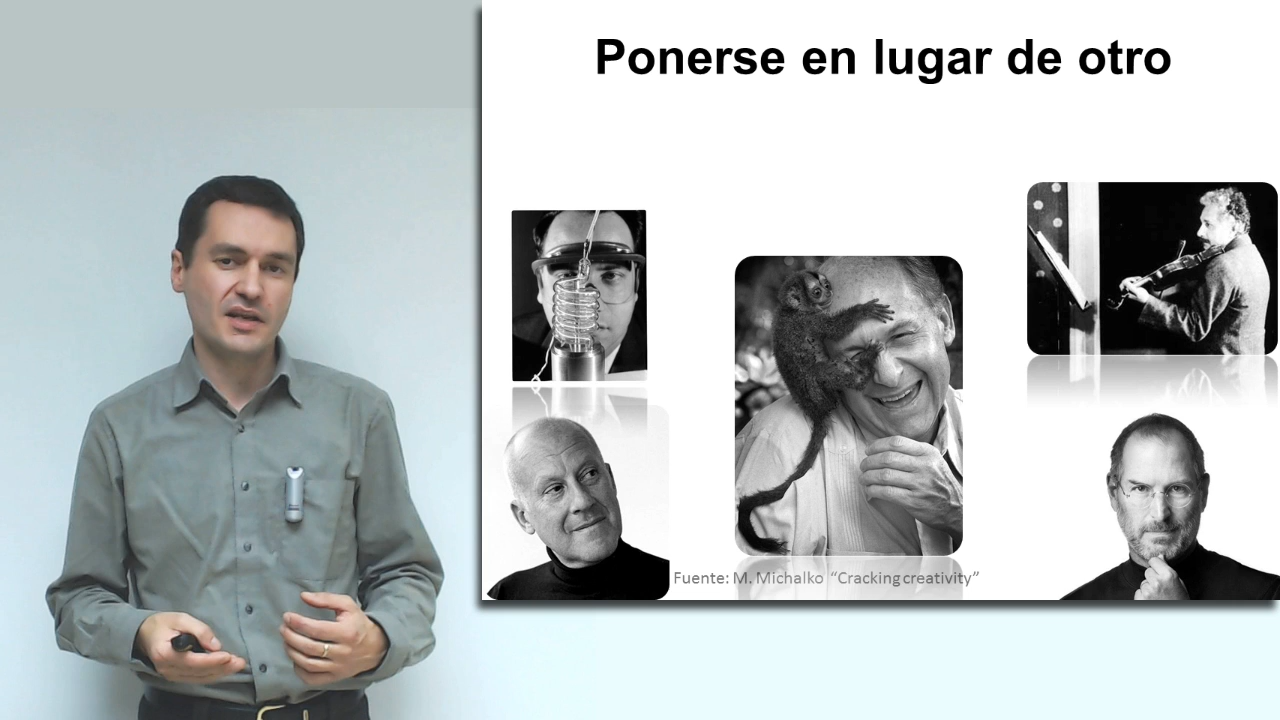 Ponerse en lugar de otro
Fuente: M. Michalko “Cracking creativity”